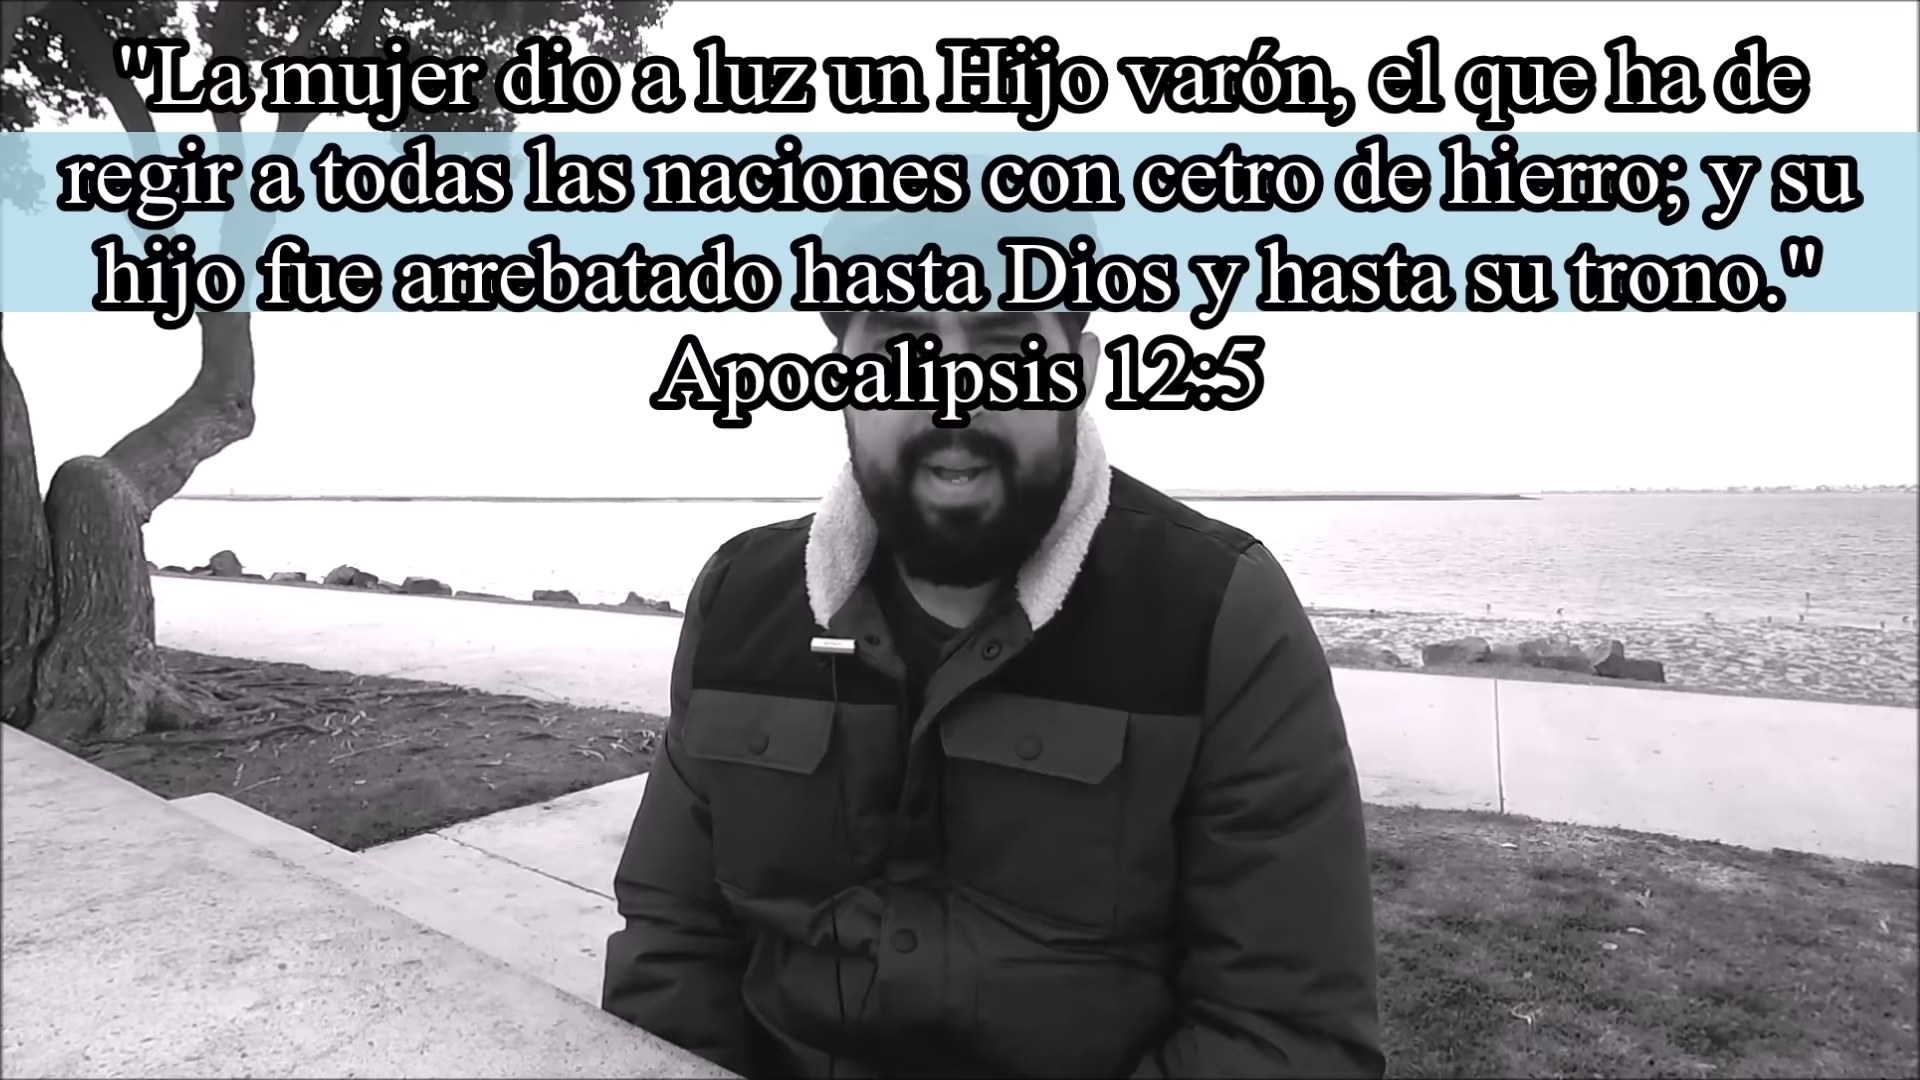 "La mujer dio a luz un Hijo varón, el que ha de
regir a todas las naciones con cetro de hierro; y su
hijo fue arrebatado hasta Dios y hasta su trono."
Apocalipsis 12:5